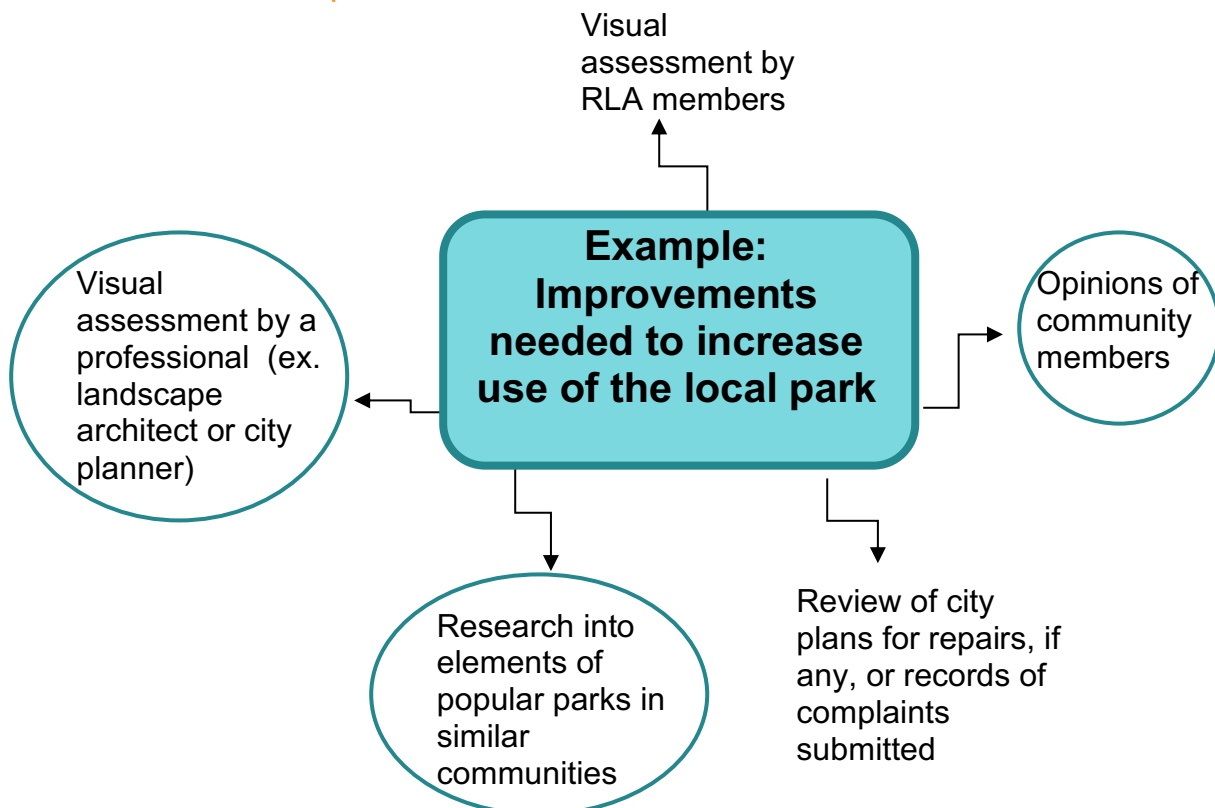 Visual
assessment by
RLA members
Example:
Improvements
needed to increase
use of the local park
Visual
assessment by a
professional (ex.
landscape
architect or city
planner)
Opinions of
community
members
Research into
elements of
popular parks in
similar
communities
Review of city
plans for repairs, if
any, or records of
complaints
submitted